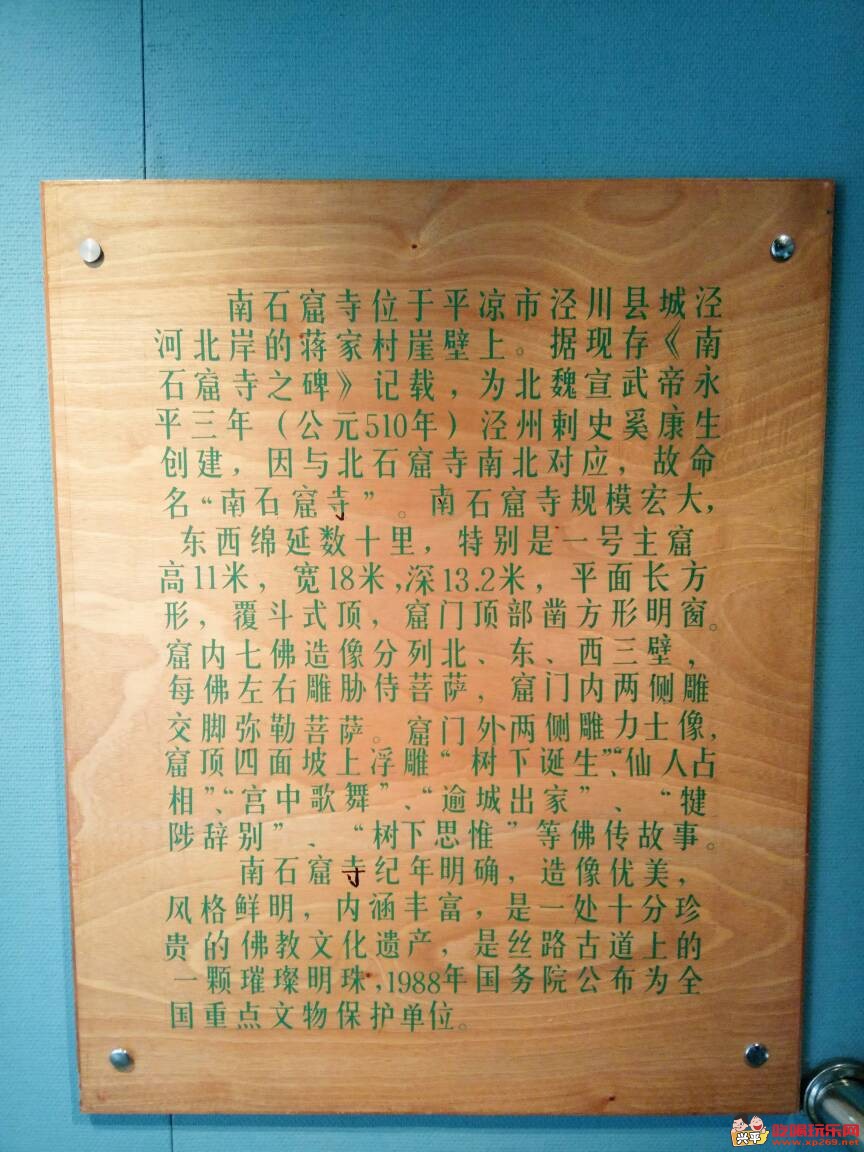 南石窟寺位于平凉市泾川县城泾
河北岸的蒋家村崖壁上。据现存《南
石窟寺之碑》记载，为北魏宣武帝永
平三年（公元510年）泾州刺史奚康生
创建，因与北石窟寺南北对应，故命
名“南石窟寺”。南石窟寺规模宏大，
东西绵延数十里，特别是一号主窟
高11米，宽18米，深13.2米，平面长方
形，覆斗式顶，窟门顶部凿方形明窗。
窟内七佛造像分列北、东、西三壁，
每佛左右雕胁侍菩萨，窟门内两侧雕
交脚弥勒菩萨。窟门外两侧雕力士像，
窟顶四面坡上浮雕“树下诞生”、“仙人占
相”、“宫中歌舞”、“逾城出家”、“犍
陟辞别”、“树下思惟”等佛传故事。
南石窟寺纪年明确，造像优美，
风格鲜明，内涵丰富，是一处十分珍
贵的佛教文化遗产，是丝路古道上的
一颗璀璨明珠，1988年国务院公布为全
国重点文物保护单位。
兴平
吃喝玩乐网
www.xp269.net